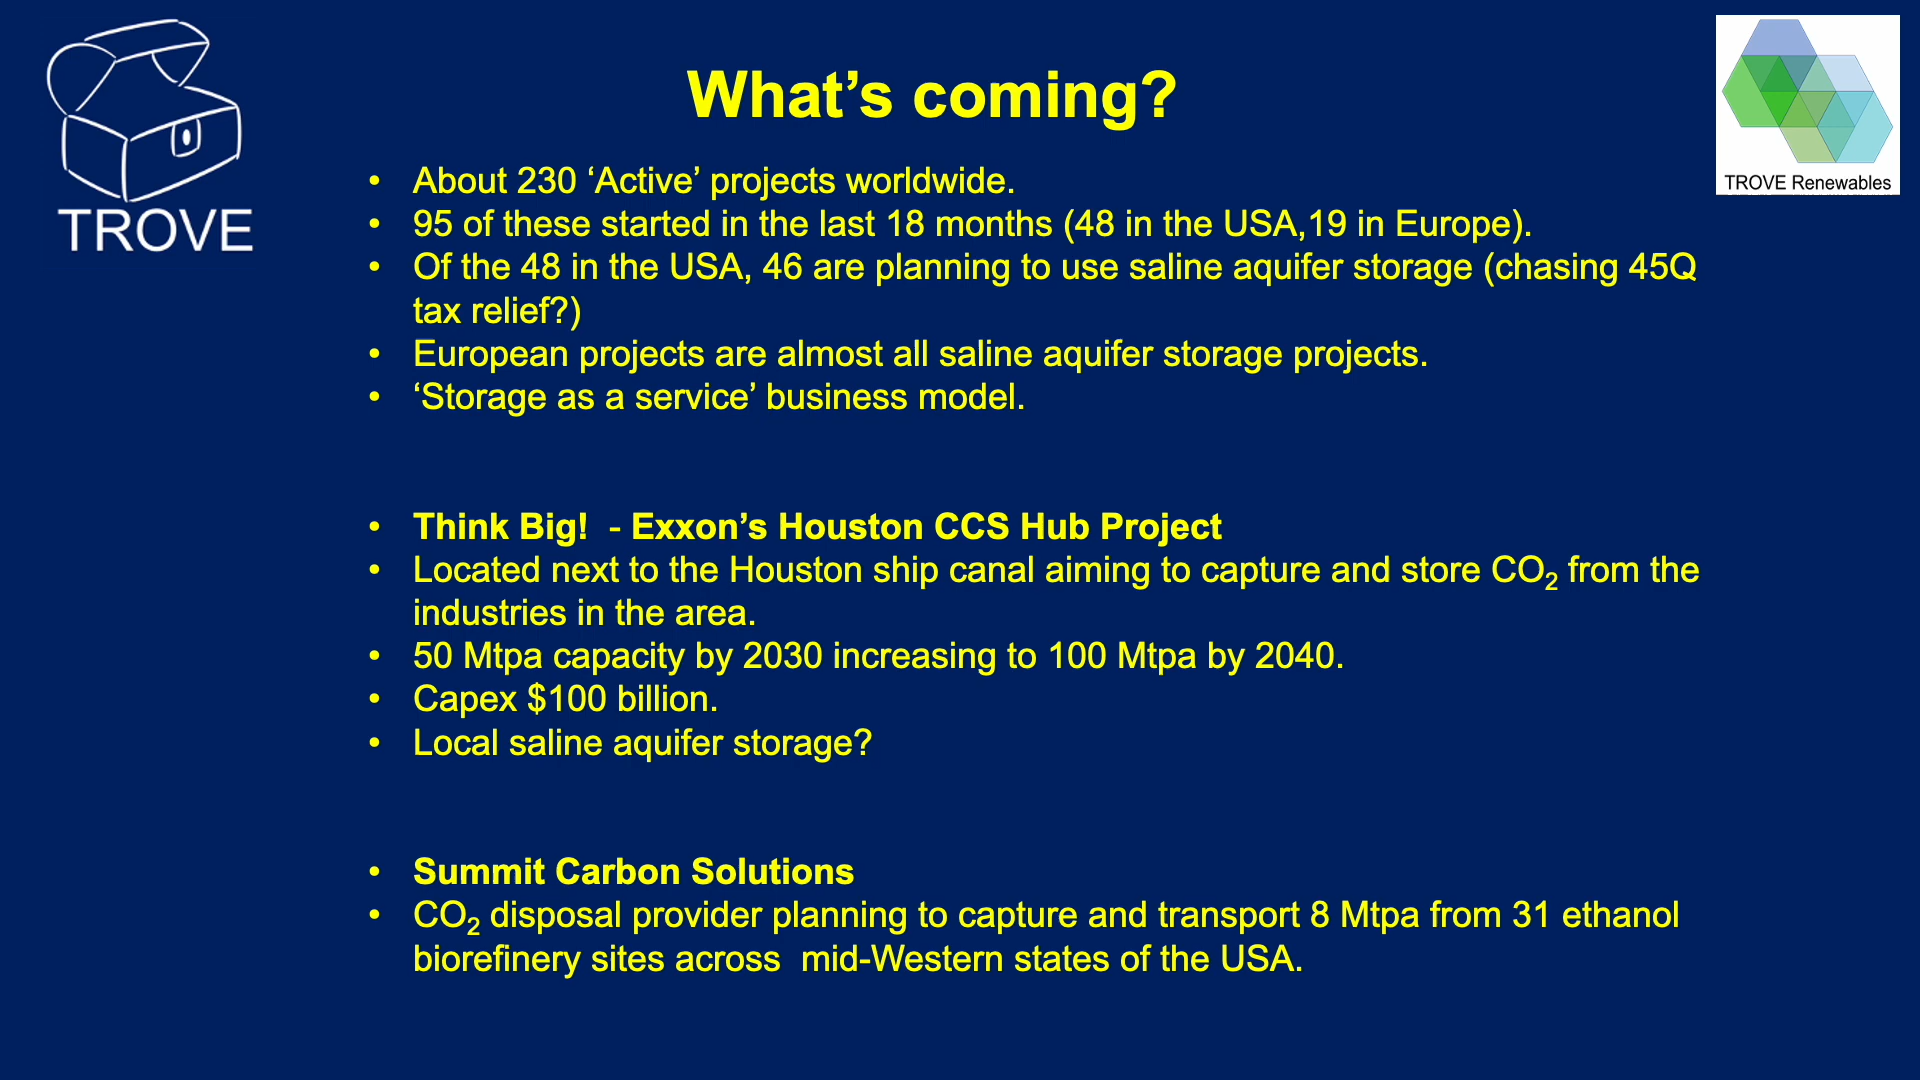 TROVE
What’s coming?
TROVE Renewables
• About 230 ‘Active’ projects worldwide.
• 95 of these started in the last 18 months (48 in the USA,19 in Europe).
• Of the 48 in the USA, 46 are planning to use saline aquifer storage (chasing 45Q
tax relief?)
• European projects are almost all saline aquifer storage projects.
• ‘Storage as a service’ business model.
• Think Big!  - Exxon’s Houston CCS Hub Project
• Located next to the Houston ship canal aiming to capture and store CO₂ from the
industries in the area.
• 50 Mtpa capacity by 2030 increasing to 100 Mtpa by 2040.
• Capex $100 billion.
• Local saline aquifer storage?
• Summit Carbon Solutions
• CO₂ disposal provider planning to capture and transport 8 Mtpa from 31 ethanol
biorefinery sites across  mid-Western states of the USA.